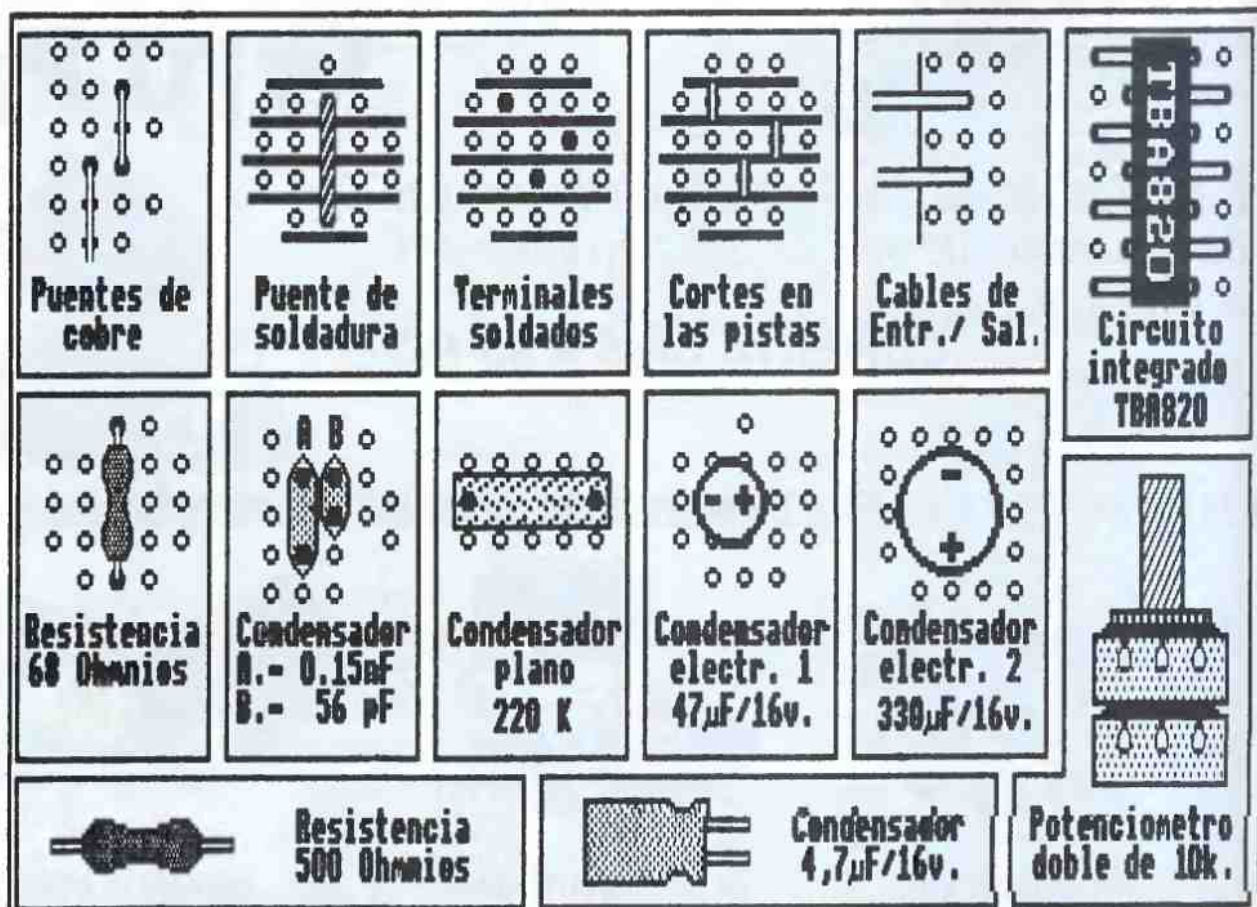 Puentes de
cobre
Puente de
soldadura
Terminales
soldados
Cortes en
las pistas
Cables de
Entr./ Sal.
TBA820
Circuito
integrado
TBA820
Resistencia
68 Ohmnios
A B
Condensador
A.- 0.15nF
B.- 56 pF
Condensador
plano
220 K
- +
Condensador
electr. 1
47µF/16v.
-
+
Condensador
electr. 2
330µF/16v.
Resistencia
500 Ohmnios
Condensador
4,7µF/16v.
Potenciometro
doble de 10k.